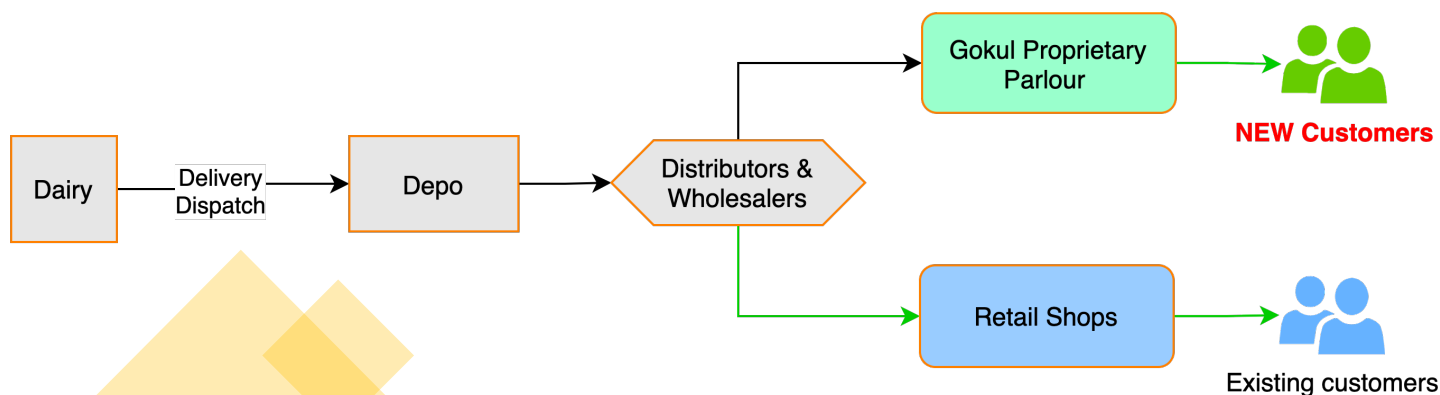 Dairy
Delivery
Dispatch
Depo
Distributors &
Wholesalers
Gokul Proprietary
Parlour
NEW Customers
Retail Shops
Existing customers